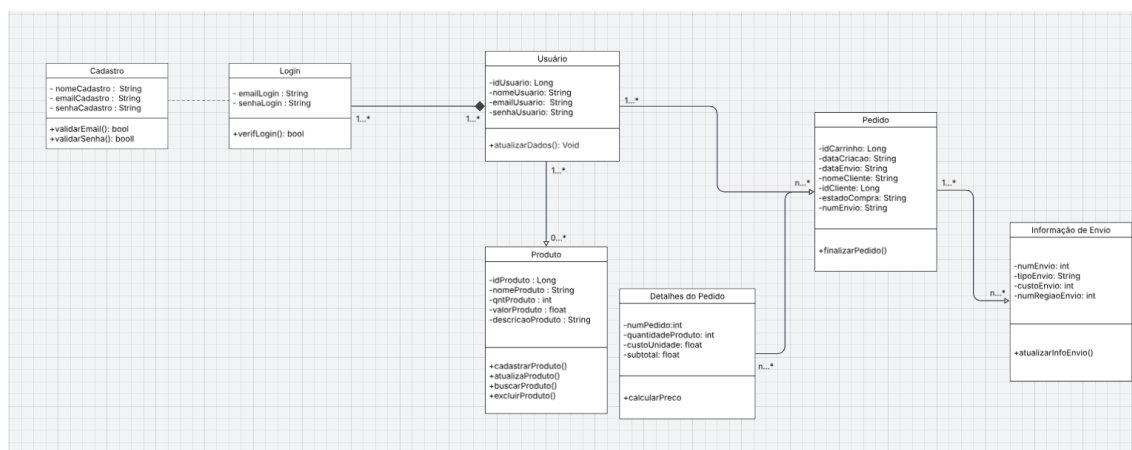 Cadastro
- nomeCadastro : String
- emailCadastro : String
- senhaCadastro : String
+validarEmail(): bool
+validarSenha(): booll
Login
- emailLogin : String
- senhaLogin : String
+verifLogin(): bool
1...*
1...*
Usuário
-idUsuario: Long
-nomeUsuario: String
-emailUsuario: String
-senhaUsuario: String
+atualizarDados(): Void
1...*
1...*
0...*
Produto
-idProduto : Long
-nomeProduto : String
-qntProduto : int
-valorProduto : float
-descricaoProduto : String
+cadastrarProduto()
+atualizaProduto()
+buscarProduto()
+excluirProduto()
Detalhes do Pedido
-numPedido:int
-quantidadeProduto: int
-custoUnidade: float
-subtotal: float
+calcularPreco
n...*
n...*
Pedido
-idCarrinho: Long
-dataCriacao: String
-dataEnvio: String
-nomeCliente: String
-idCliente: Long
-estadoCompra: String
-numEnvio: String
+finalizarPedido()
1...*
n...*
Informação de Envio
-numEnvio: int
-tipoEnvio: String
-custoEnvio: int
-numRegiaoEnvio: int
+atualizarInfoEnvio()